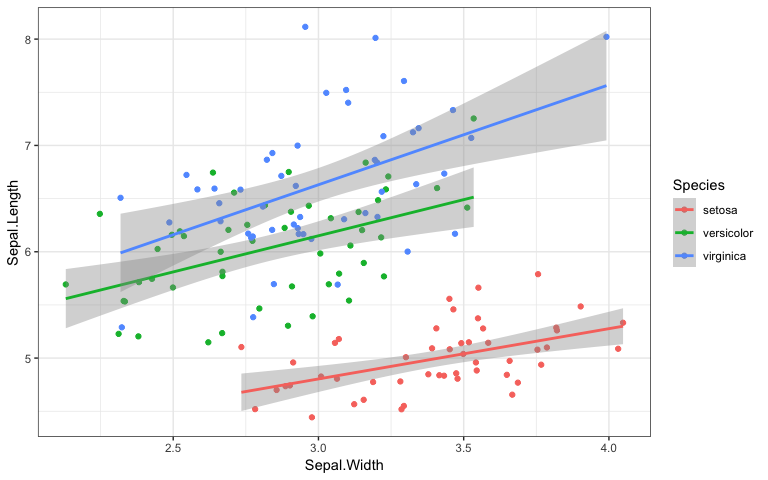 8
7
6
5
Sepal.Length
2.5 3.0 3.5 4.0
Sepal.Width
Species
setosa
versicolor
virginica